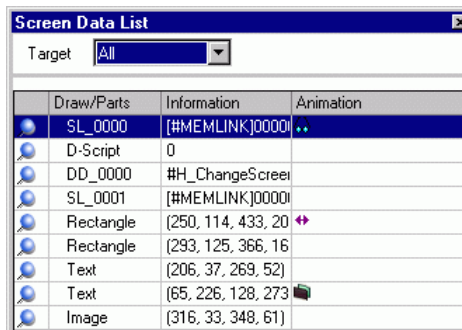 Screen Data List
Target All
Draw/Parts Information Animation
SL_0000 [#MEMLINK]0000
D-Script 0
DD_0000 #H_ChangeScree
SL_0001 [#MEMLINK]0000
Rectangle (250, 114, 433, 20
Rectangle (293, 125, 366, 16
Text (206, 37, 269, 52)
Text (65, 226, 128, 273
Image (316, 33, 348, 61)